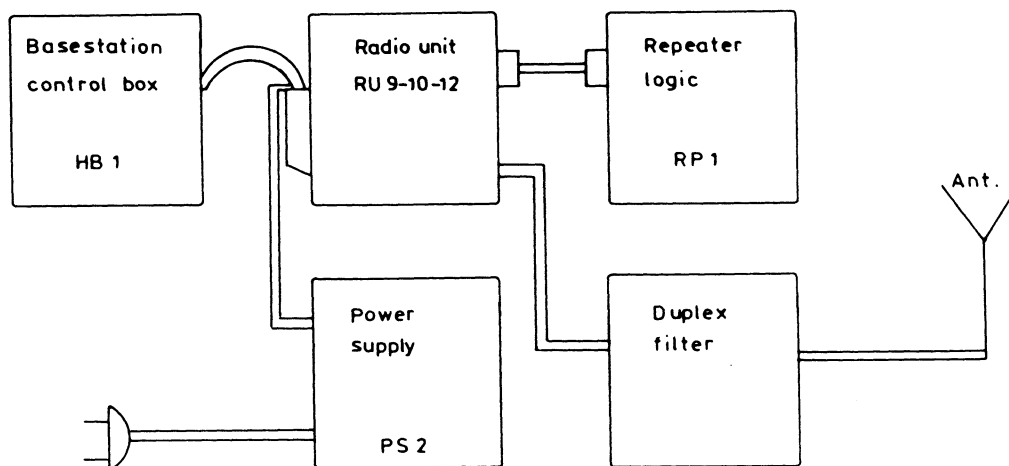 Basestation
control box
HB 1
Radio unit
RU 9-10-12
Repeater
logic
RP 1
Ant.
Power
supply
PS 2
Duplex
filter